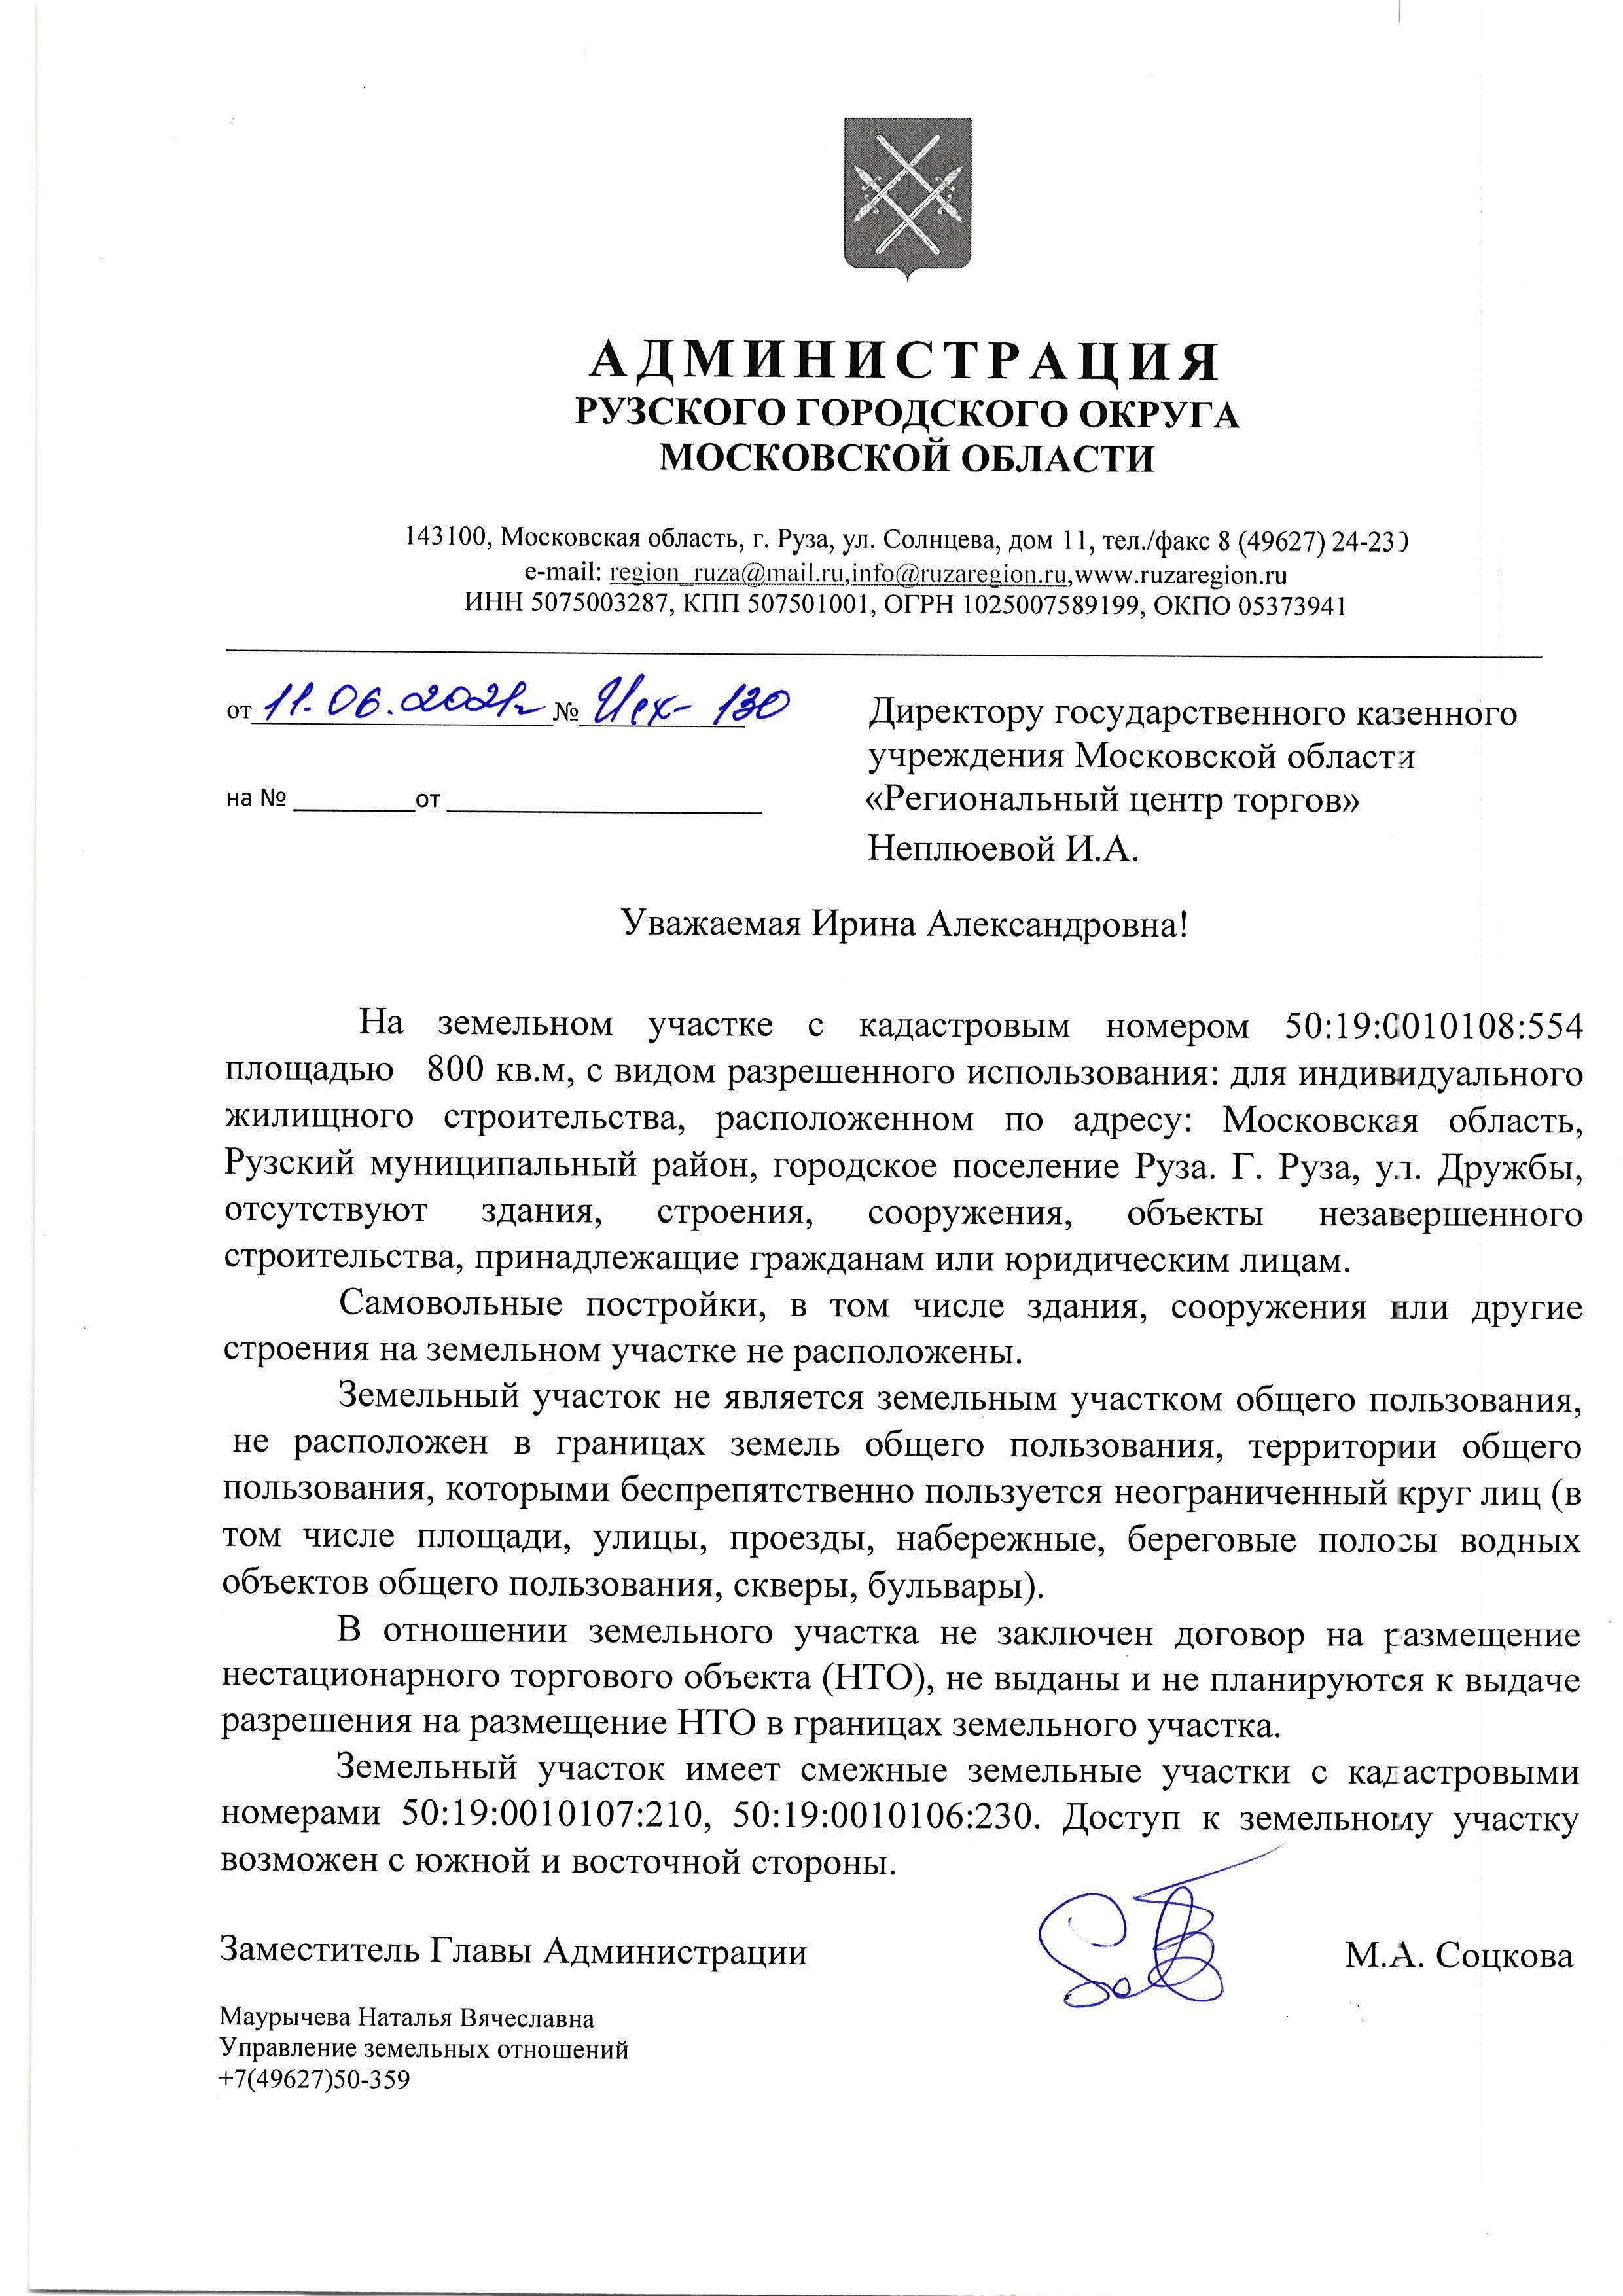 АДМИНИСТРАЦИЯ
РУЗСКОГО ГОРОДСКОГО ОКРУГА
МОСКОВСКОЙ ОБЛАСТИ
143100, Московская область, г. Руза, ул. Солнцева, дом 11, тел./факс 8 (49627) 24-230
e-mail: region_ruza@mail.ru,info@ruzaregion.ru,www.ruzaregion.ru
ИНН 5075003287, КПП 507501001, ОГРН 1025007589199, ОКПО 05373941
от 11.06.2021г № Исх- 130
на № от
Директору государственного казенного
учреждения Московской области
«Региональный центр торгов»
Неплюевой И.А.
Уважаемая Ирина Александровна!
На земельном участке с кадастровым номером 50:19:0010108:554
площадью 800 кв.м, с видом разрешенного использования: для индивидуального
жилищного строительства, расположенном по адресу: Московская область,
Рузский муниципальный район, городское поселение Руза. Г. Руза, ул. Дружбы,
отсутствуют здания, строения, сооружения, объекты незавершенного
строительства, принадлежащие гражданам или юридическим лицам.
Самовольные постройки, в том числе здания, сооружения или другие
строения на земельном участке не расположены.
Земельный участок не является земельным участком общего пользования,
не расположен в границах земель общего пользования, территории общего
пользования, которыми беспрепятственно пользуется неограниченный круг лиц (в
том числе площади, улицы, проезды, набережные, береговые полосы водных
объектов общего пользования, скверы, бульвары).
В отношении земельного участка не заключен договор на размещение
нестационарного торгового объекта (НТО), не выданы и не планируются к выдаче
разрешения на размещение НТО в границах земельного участка.
Земельный участок имеет смежные земельные участки с кадастровыми
номерами 50:19:0010107:210, 50:19:0010106:230. Доступ к земельному участку
возможен с южной и восточной стороны.
Заместитель Главы Администрации М.А. Соцкова
Маурычева Наталья Вячеславна
Управление земельных отношений
+7(49627)50-359